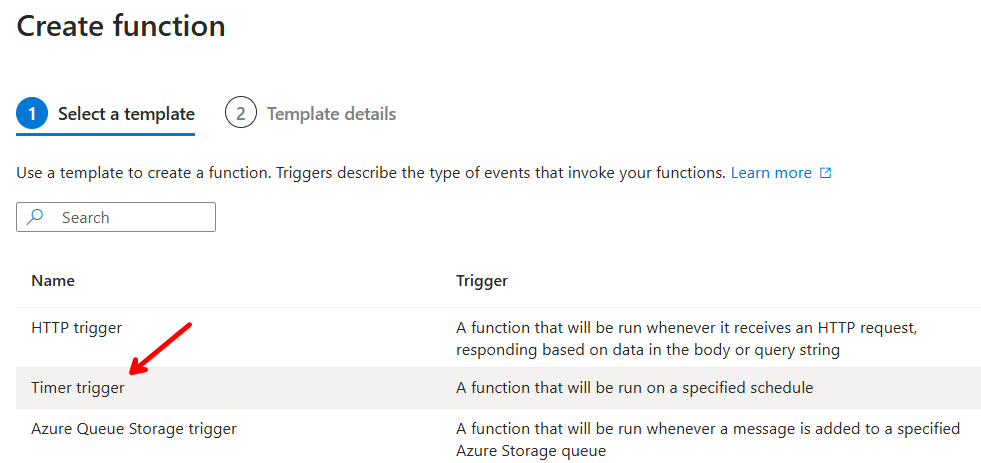 Create function
1 Select a template 2 Template details
Use a template to create a function. Triggers describe the type of events that invoke your functions. Learn more
Search
Name Trigger
HTTP trigger A function that will be run whenever it receives an HTTP request,
responding based on data in the body or query string
Timer trigger A function that will be run on a specified schedule
Azure Queue Storage trigger A function that will be run whenever a message is added to a specified
Azure Storage queue